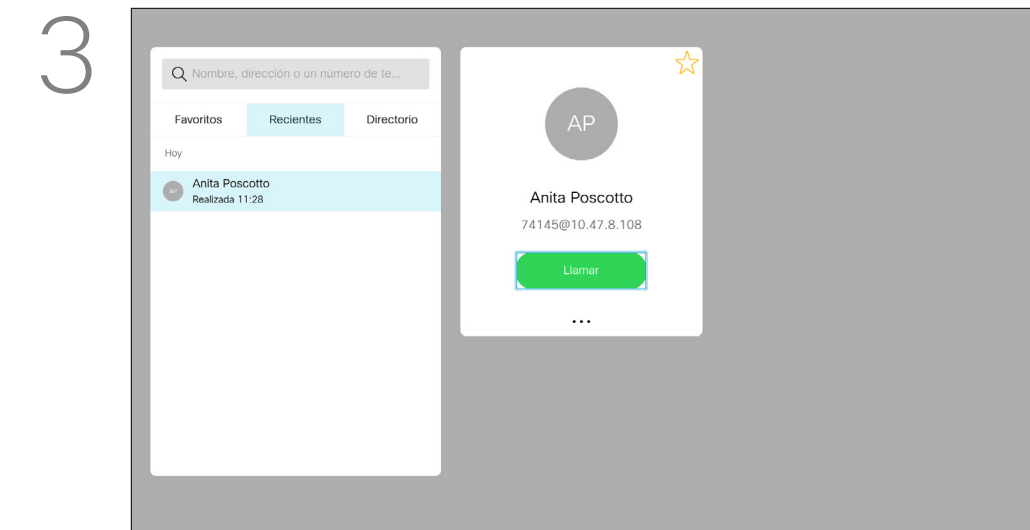 3
Nombre, dirección o un número de te...
Favoritos Recientes Directorio
Hoy
AP Anita Poscotto
Realizada 11:28
AP
Anita Poscotto
74145@10.47.8.108
Llamar
...